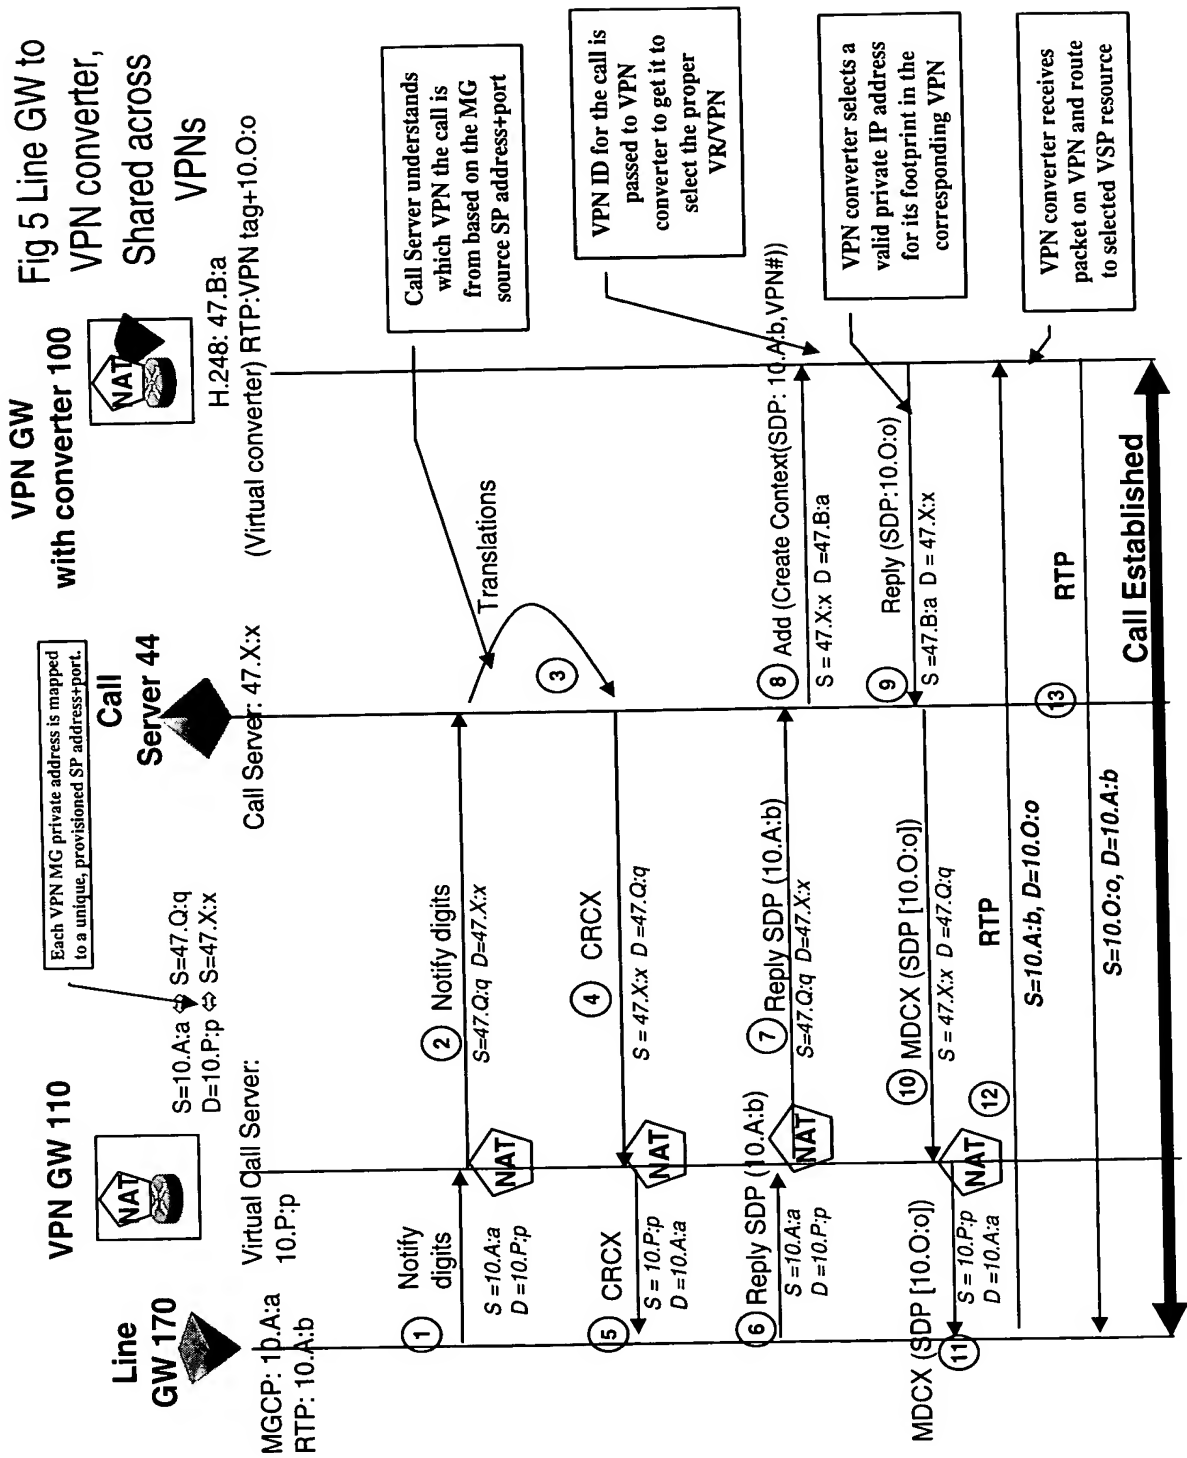 Fig 5 Line GW to
VPN converter,
Shared across
VPNs
Line
GW 170
MGCP: 10.A:a
RTP: 10.A:b
VPN GW 110
NAT
Virtual Call Server:
10.P:p
S=10.A:a ⇔ S=47.Q:q
D=10.P:p ⇔ S=47.X:x
Each VPN MG private address is mapped
to a unique, provisioned SP address+port.
Call
Server 44
Call Server: 47.X:x
VPN GW
with converter 100
NAT
H.248: 47.B:a
(Virtual converter) RTP:VPN tag+10.O:o
Call Server understands
which VPN the call is
from based on the MG
source SP address+port
VPN ID for the call is
passed to VPN
converter to get it to
select the proper
VR/VPN
VPN converter selects a
valid private IP address
for its footprint in the
corresponding VPN
VPN converter receives
packet on VPN and route
to selected VSP resource
1
Notify
digits
S =10.A:a
D =10.P:p
NAT
2 Notify digits
S=47.Q:q D=47.X:x
3
Translations
4 CRCX
S = 47.X:x D =47.Q:q
NAT
5 CRCX
S = 10.P:p
D =10.A:a
6 Reply SDP (10.A:b)
S =10.A:a
D =10.P:p
NAT
7 Reply SDP (10.A:b)
S=47.Q:q D=47.X:x
8 Add (Create Context(SDP: 10.A:b,VPN#))
S = 47.X:x D =47.B:a
9 Reply (SDP:10.O:o)
S =47.B:a D = 47.X:x
10 MDCX (SDP [10.O:o])
S = 47.X:x D =47.Q:q
NAT
MDCX (SDP [10.O:o])
11
S = 10.P:p
D =10.A:a
12
RTP
S=10.A:b, D=10.O:o
13
RTP
S=10.O:o, D=10.A:b
Call Established